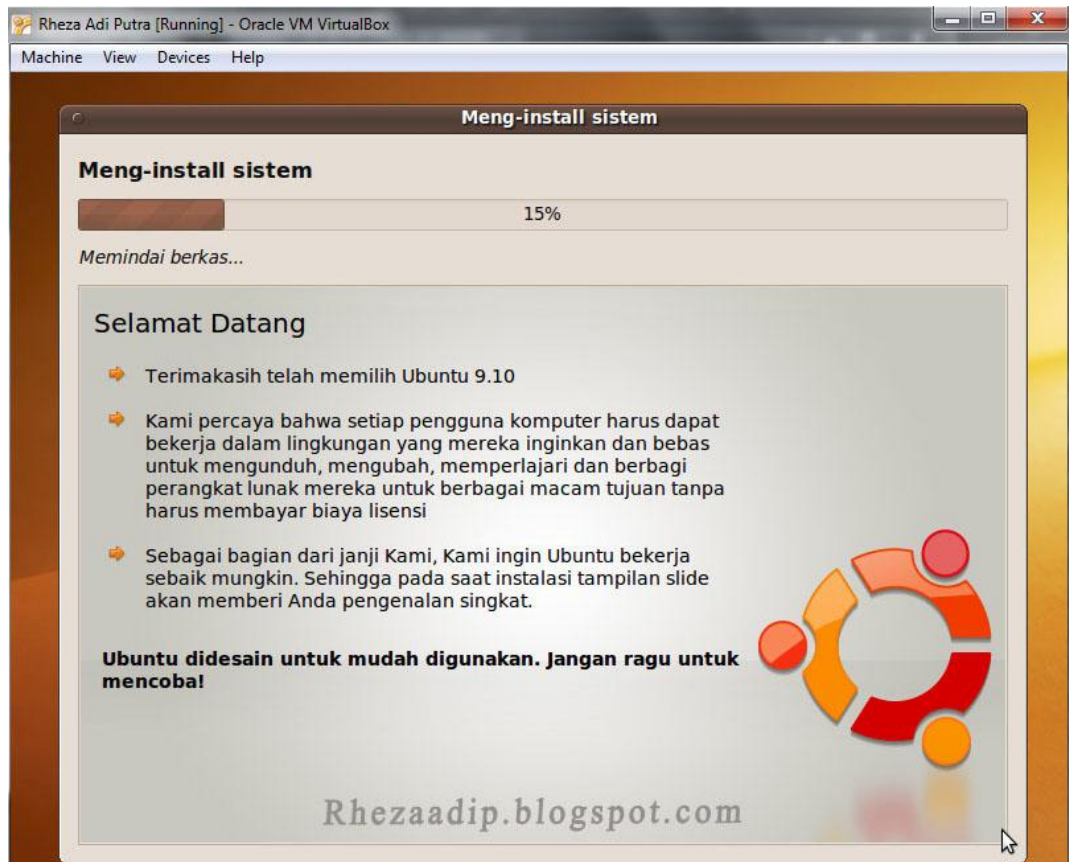 Rheza Adi Putra [Running] - Oracle VM VirtualBox
Machine View Devices Help
Meng-install sistem
Meng-install sistem
15%
Memindai berkas...
Selamat Datang
Terimakasih telah memilih Ubuntu 9.10
Kami percaya bahwa setiap pengguna komputer harus dapat
bekerja dalam lingkungan yang mereka inginkan dan bebas
untuk mengunduh, mengubah, memperlajari dan berbagi
perangkat lunak mereka untuk berbagai macam tujuan tanpa
harus membayar biaya lisensi
Sebagai bagian dari janji Kami, Kami ingin Ubuntu bekerja
sebaik mungkin. Sehingga pada saat instalasi tampilan slide
akan memberi Anda pengenalan singkat.
Ubuntu didesain untuk mudah digunakan. Jangan ragu untuk
mencoba!
Rhezaadip.blogspot.com